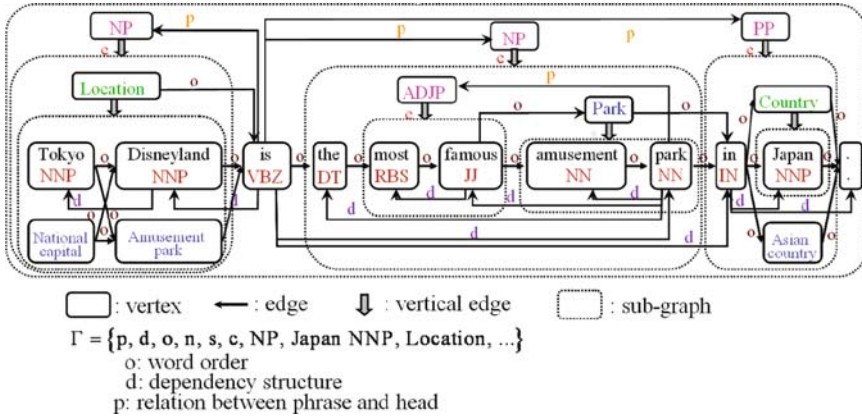 p
NP
p
NP
p
PP
c
c
c
Location
o
ADJP
c
p
o
Park
o
o
Country
o
Tokyo
NNP
o
Disneyland
NNP
o
is
VBZ
o
the
DT
o
most
RBS
o
famous
JJ
o
amusement
NN
o
park
NN
o
in
IN
o
Japan
NNP
o
.
.
d
o
o
d
d
d
d
d
d
d
d
National
capital
o
Amusement
park
o
d
d
o
Asian
country
o
: vertex
: edge
: vertical edge
: sub-graph
Γ = {p, d, o, n, s, c, NP, Japan NNP, Location, ...}
o: word order
d: dependency structure
p: relation between phrase and head